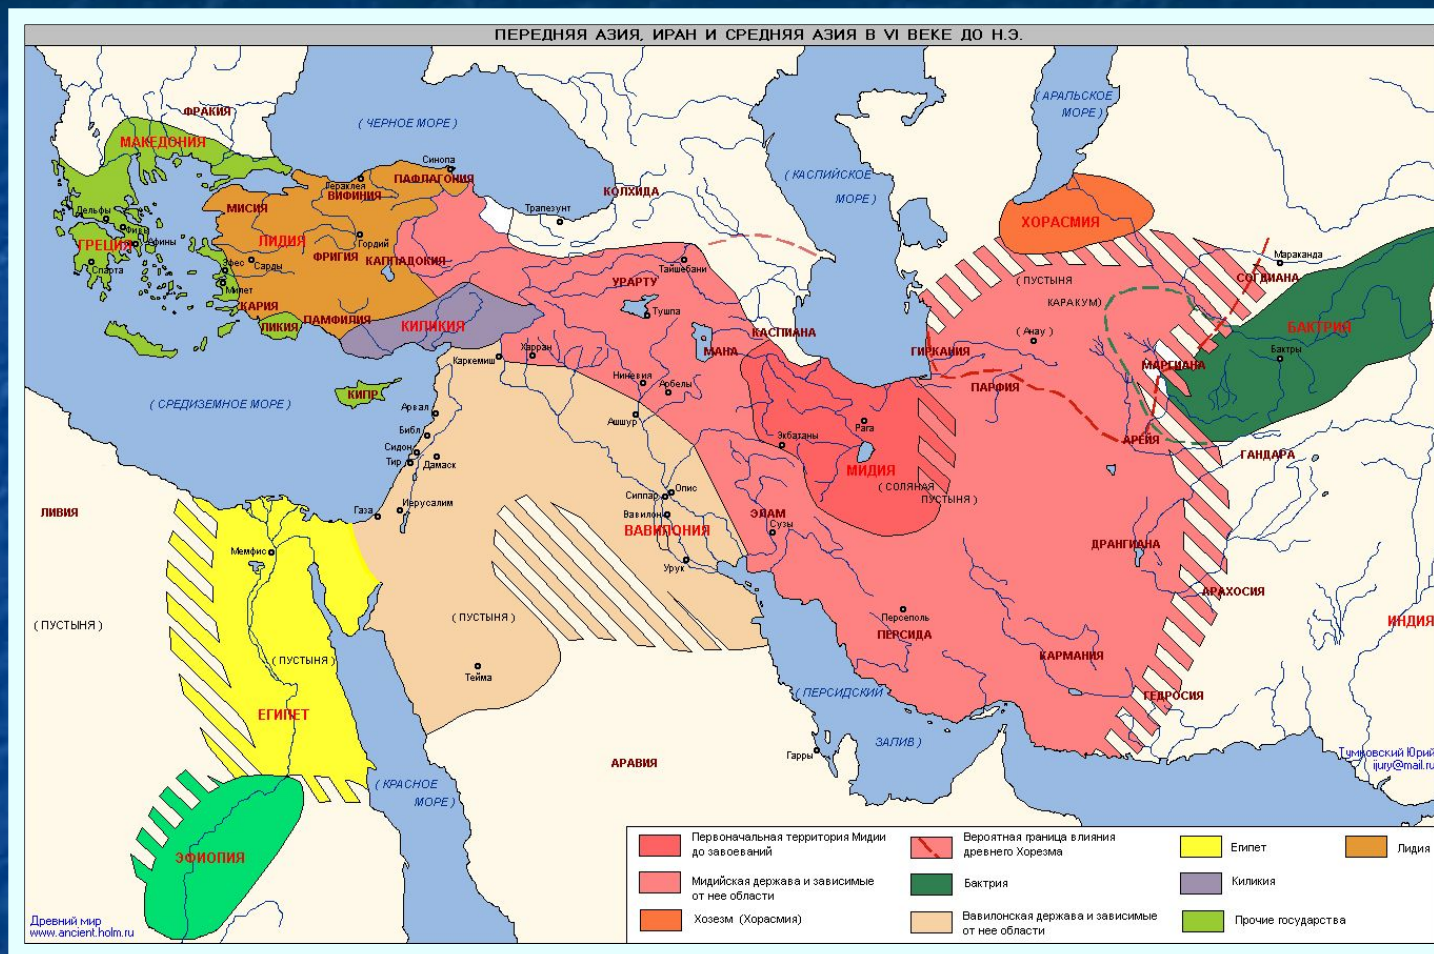 ПЕРЕДНЯЯ АЗИЯ, ИРАН И СРЕДНЯЯ АЗИЯ В VI ВЕКЕ ДО Н.Э.
( АРАЛЬСКОЕ
МОРЕ )
ФРАКИЯ
( ЧЕРНОЕ МОРЕ )
МАКЕДОНИЯ
Синопа
ПАФЛАГОНИЯ
Гераклея
ВИФИНИЯ
( КАСПИЙСКОЕ
МОРЕ )
КОЛХИДА
Трапезунт
ХОРАСМИЯ
МИСИЯ
Дельфы
Фивы
Афины
ГРЕЦИЯ
Спарта
ЛИДИЯ
Гордий
ФРИГИЯ
КАППАДОКИЯ
Эфес
Сарды
Милет
Мараканда
СОГДИАНА
Тайшебани
УРАРТУ
( ПУСТЫНЯ
КАРАКУМ)
КАРИЯ
ЛИКИЯ
ПАМФИЛИЯ
КИЛИКИЯ
Тушпа
КАСПИАНА
( Анау )
БАКТРИЯ
Бактры
Каркемиш
Харран
МАНА
ГИРКАНИЯ
МАРГИАНА
Ниневия
Арбелы
ПАРФИЯ
КИПР
( СРЕДИЗЕМНОЕ МОРЕ )
Арвал
Ашшур
Рага
Библ
Экбатаны
АРЕЙЯ
Сидон
Тир
Дамаск
ГАНДАРА
МИДИЯ
( СОЛЯНАЯ
ПУСТЫНЯ )
Опис
Сиппар
Иерусалим
Газа
ЛИВИЯ
Вавилон
ВАВИЛОНИЯ
ЭЛАМ
Сузы
Мемфис
ДРАНГИАНА
Урук
АРАХОСИЯ
( ПУСТЫНЯ )
( ПУСТЫНЯ )
Персеполь
ПЕРСИДА
ИНДИЯ
( ПУСТЫНЯ )
КАРМАНИЯ
Тейма
( ПЕРСИДСКИЙ
ЗАЛИВ )
ГЕДРОСИЯ
ЕГИПЕТ
Гарры
АРАВИЯ
Тумковский Юрий
ijury@mail.ru
( КРАСНОЕ
МОРЕ )
ЭФИОПИЯ
Первоначальная территория Мидии
до завоеваний
Мидийская держава и зависимые
от нее области
Хозезм (Хорасмия)
Вероятная граница влияния
древнего Хорезма
Бактрия
Вавилонская держава и зависимые
от нее области
Египет
Киликия
Прочие государства
Лидия
Древний мир
www.ancient.holm.ru